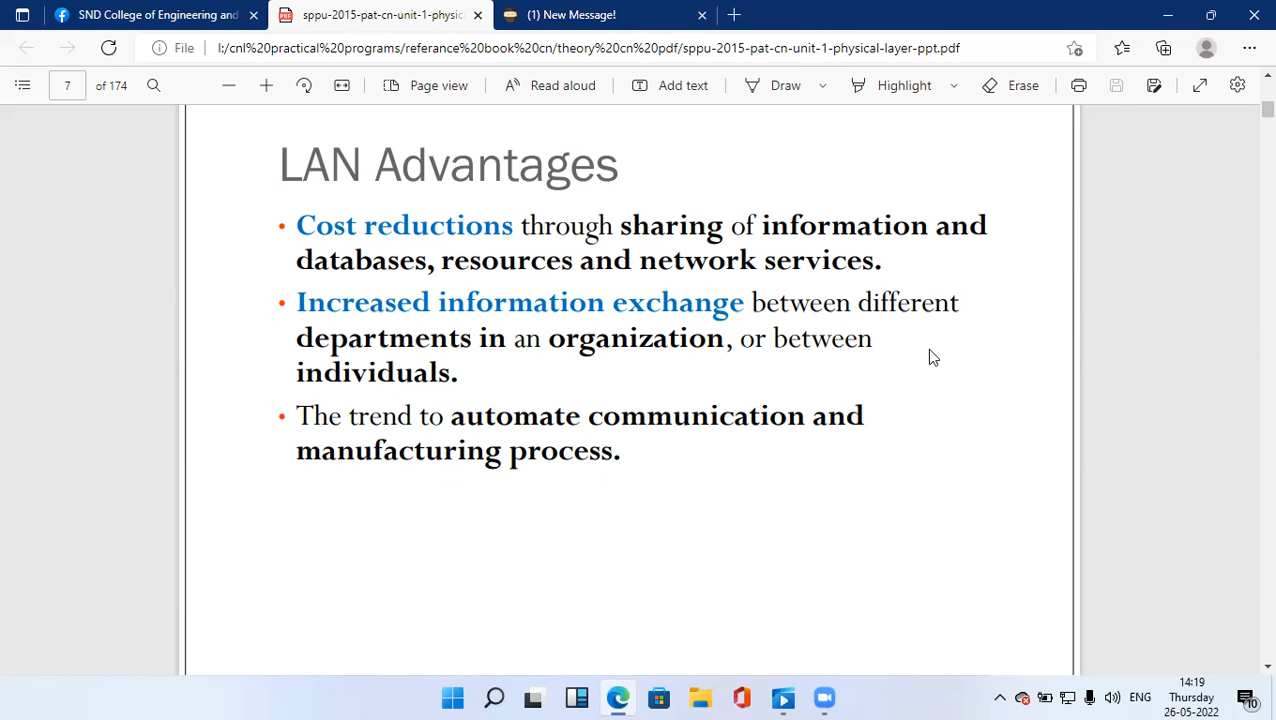 SND College of Engineering and
sppu-2015-pat-cn-unit-1-physic
(1) New Message!
File
I:/cnl%20practical%20programs/referance%20book%20cn/theory%20cn%20pdf/sppu-2015-pat-cn-unit-1-physical-layer-ppt.pdf
7 of 174
Page view
Read aloud
Add text
Draw
Highlight
Erase
LAN Advantages
• Cost reductions through sharing of information and
databases, resources and network services.
• Increased information exchange between different
departments in an organization, or between
individuals.
• The trend to automate communication and
manufacturing process.
ENG
14:19
Thursday
26-05-2022
10